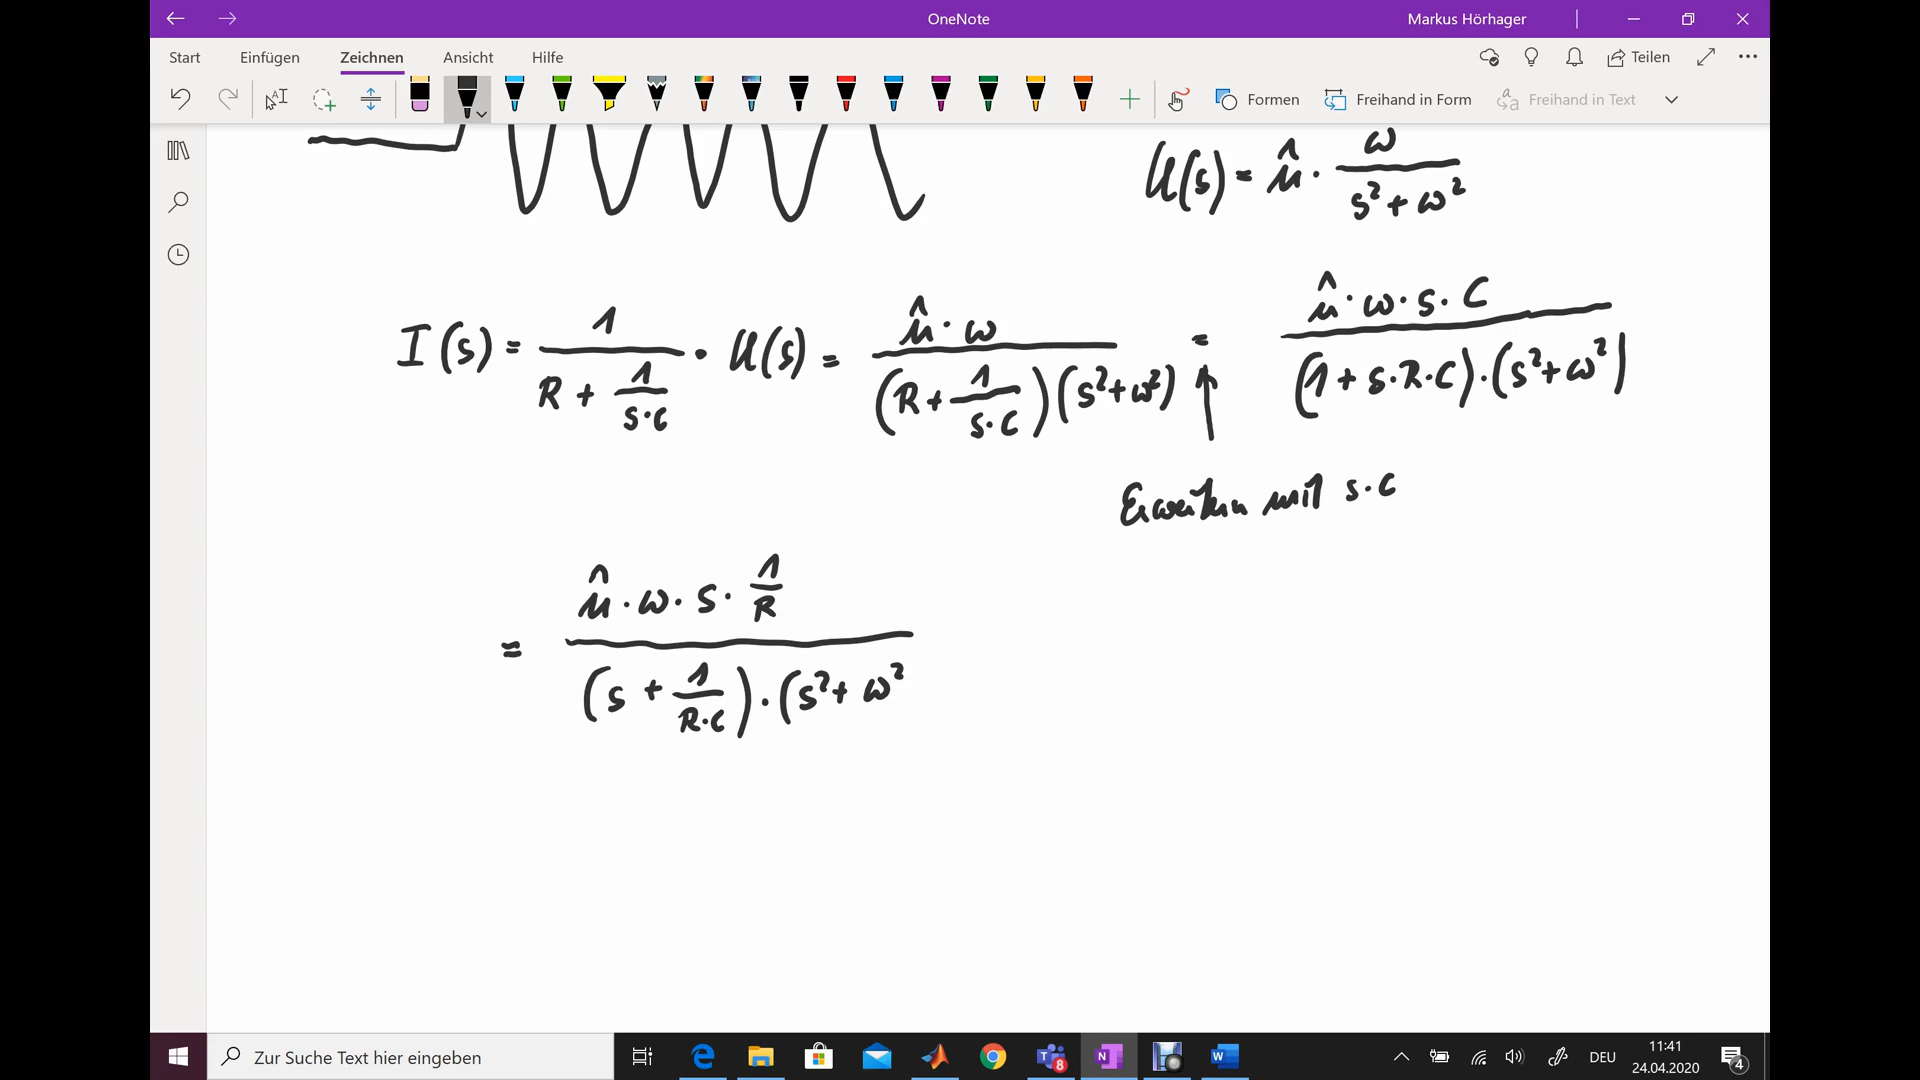 OneNote
Markus Hörhager
Start Einfügen Zeichnen Ansicht Hilfe
Teilen
Formen Freihand in Form Freihand in Text
U(s) = û · ω / (s² + ω²)
I(s) = 1 / (R + 1/(s·C)) · U(s) = û · ω / ((R + 1/(s·C)) (s² + ω²)) = û · ω · s · C / ((1 + s·R·C) · (s² + ω²))
Erweitern mit s·C
= û · ω · s · 1/R / ((s + 1/(R·C)) · (s² + ω²
Zur Suche Text hier eingeben
8
N
W
DEU
11:41
24.04.2020
4